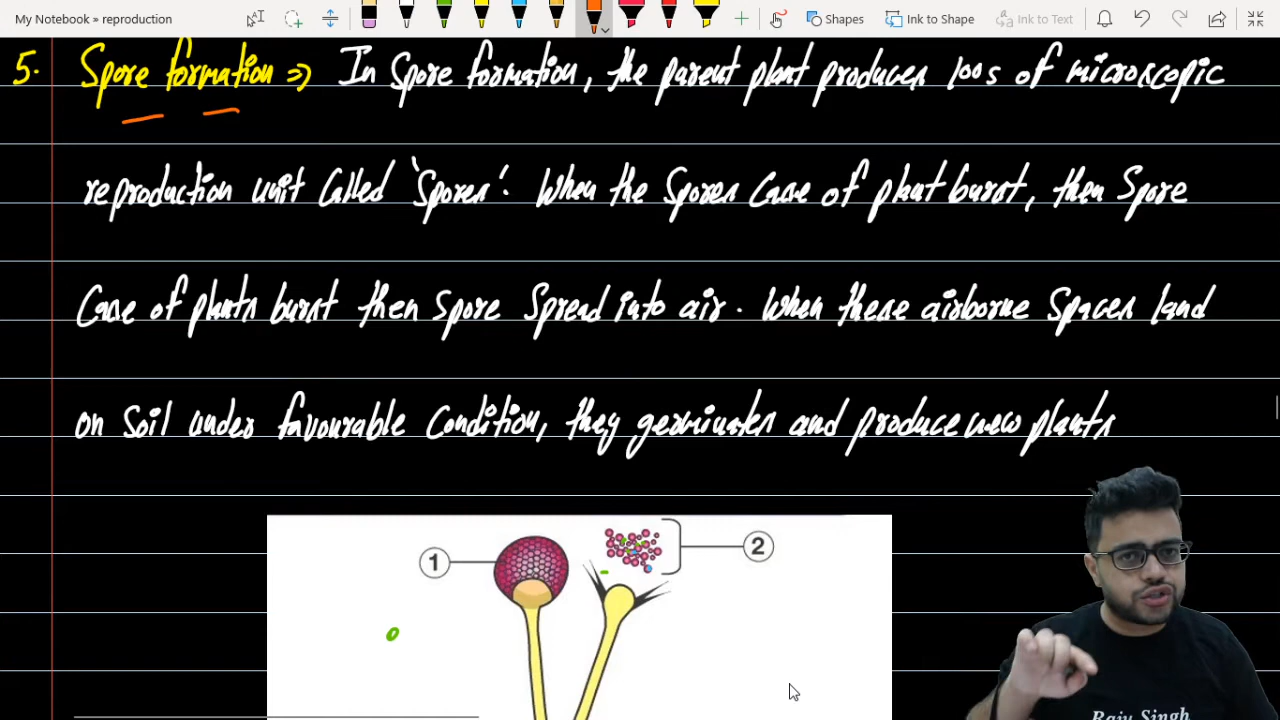 My Notebook » reproduction
Shapes
Ink to Shape
Ink to Text
5. Spore formation => In Spore formation, the parent plant produces 100s of microscopic
reproduction unit Called 'Spores'. When the Spores Case of plant burst, then Spore
Case of plants burst then Spore Spread into air. When these airborne Spaces land
on Soil under favourable Condition, they germinates and produce new plants
1
2
Raju Singh